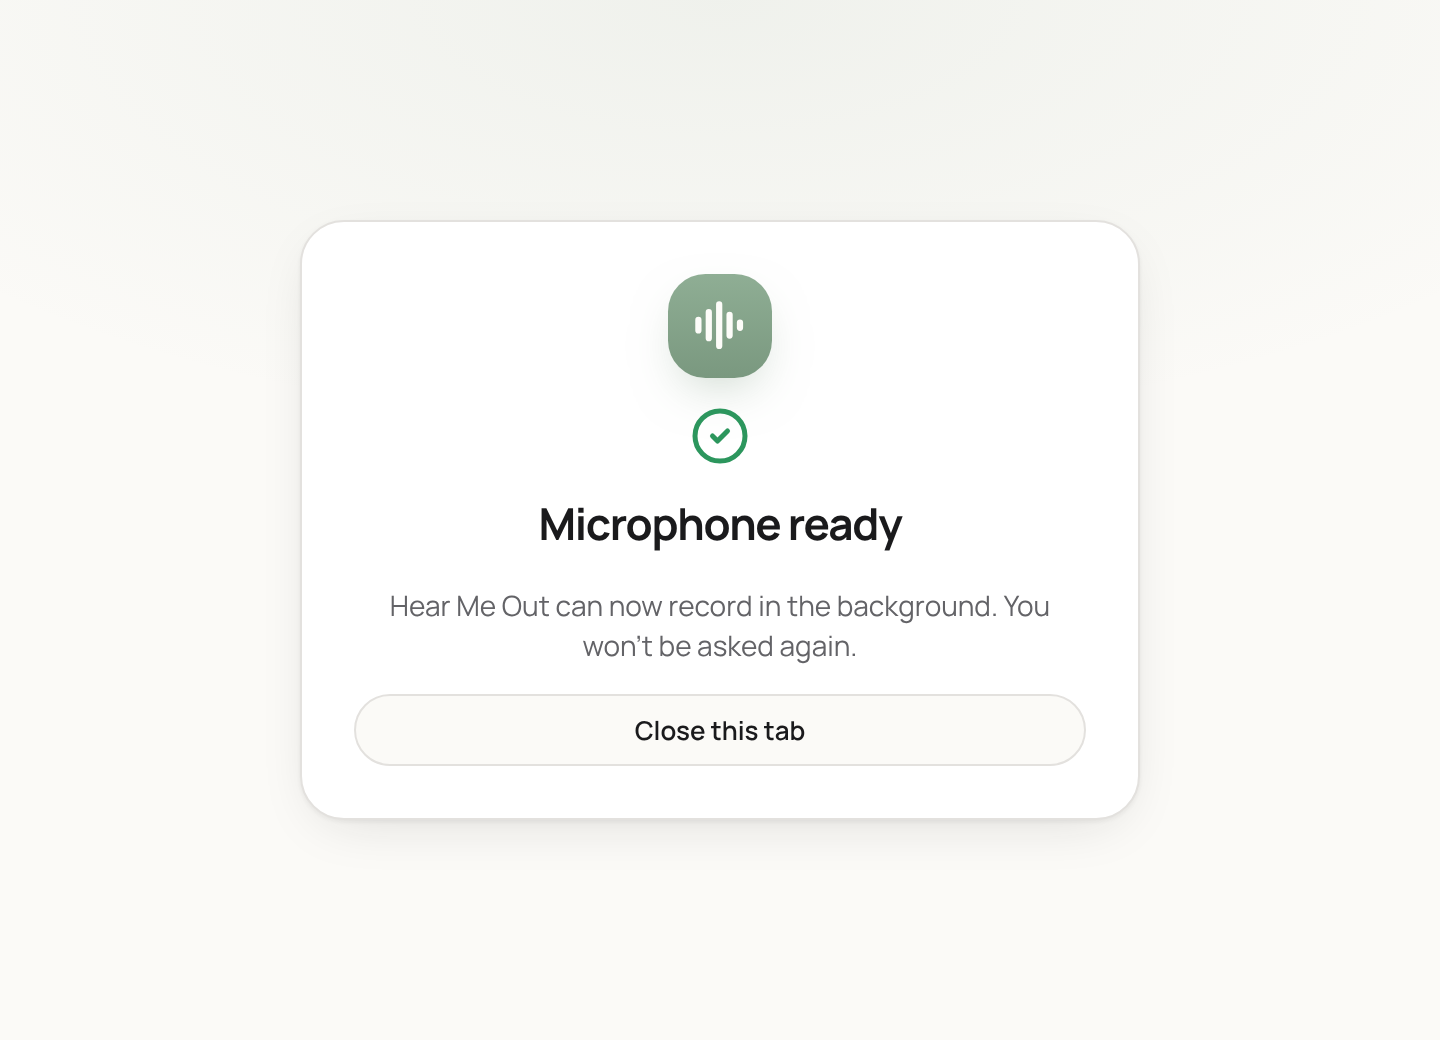 Microphone ready
Hear Me Out can now record in the background. You
won’t be asked again.
Close this tab